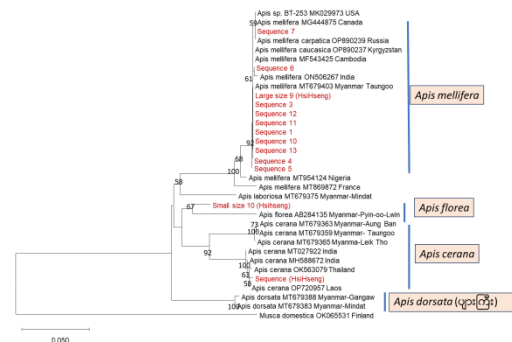 Apis sp. BT-253 MK029973 USA
59
Apis mellifera MG444875 Canada
Sequence 7
Apis mellifera carpatica OP890239 Russia
Apis mellifera caucasica OP890237 Kyrgyzstan
Apis mellifera MF543425 Cambodia
Sequence 6
Apis mellifera ON506267 India
61
Apis mellifera MT679403 Myanmar Taungoo
Large size 9 (HsiHseng)
Apis mellifera
Sequence 3
Sequence 12
Sequence 11
Sequence 1
Sequence 10
92
Sequence 13
Sequence 4
68
Sequence 5
100
Apis mellifera MT954124 Nigeria
58
Apis mellifera MT869872 France
Apis laboriosa MT679375 Myanmar-Mindat
Small size 10 (Hsihseng)
67
Apis florea AB284135 Myanmar-Pyin-oo-Lwin
Apis florea
Apis cerana MT679363 Myanmar-Aung Ban
73
100
Apis cerana MT679359 Myanmar- Taungoo
Apis cerana MT679365 Myanma-Leik Tho
92
Apis cerana MT027922 India
Apis cerana
Apis cerana MH588672 India
100
Apis cerana OK563079 Thailand
63
Sequence (HsiHseng)
58
Apis cerana OP720957 Laos
Apis dorsata MT679388 Myanmar-Gangaw
100
Apis dorsata MT679383 Myanmar-Mindat
Apis dorsata
Musca domestica OK065531 Finland
0.050